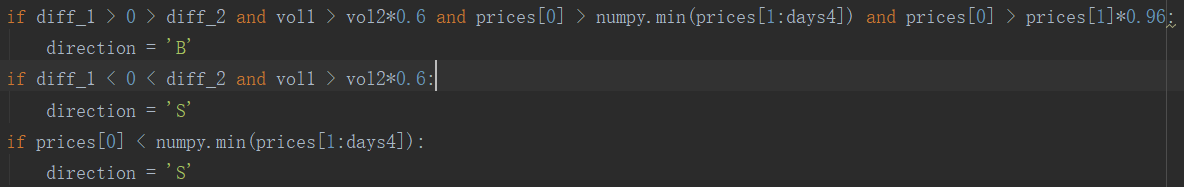 if diff_1 > 0 > diff_2 and vol1 > vol2*0.6 and prices[0] > numpy.min(prices[1:days4]) and prices[0] > prices[1]*0.96:
    direction = 'B'
if diff_1 < 0 < diff_2 and vol1 > vol2*0.6:
    direction = 'S'
if prices[0] < numpy.min(prices[1:days4]):
    direction = 'S'